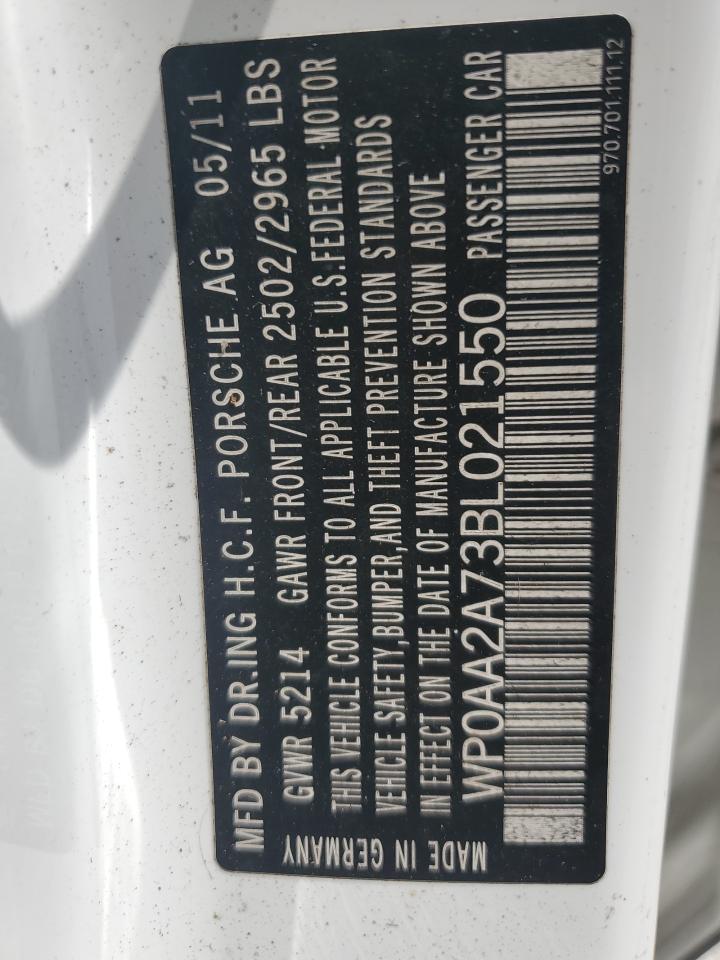 MFD BY DR.ING H.C.F. PORSCHE AG 05/11
GVWR 5214 GAWR FRONT/REAR 2502/2965 LBS
THIS VEHICLE CONFORMS TO ALL APPLICABLE U.S.FEDERAL MOTOR
VEHICLE SAFETY,BUMPER,AND THEFT PREVENTION STANDARDS
IN EFFECT ON THE DATE OF MANUFACTURE SHOWN ABOVE
WP0AA2A73BL021550 PASSENGER CAR
MADE IN GERMANY
970.701.111.12